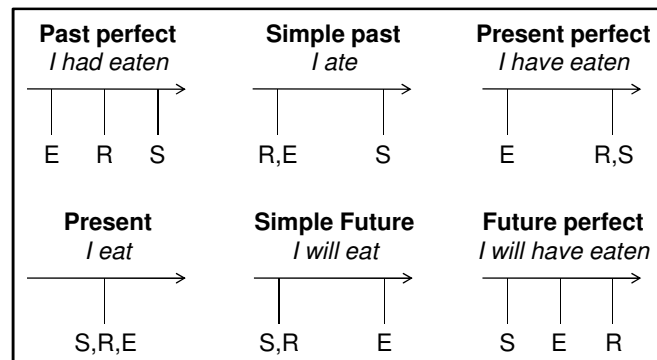 Past perfect Simple past Present perfect
I had eaten I ate I have eaten
E R S R,E S E R,S
Present Simple Future Future perfect
I eat I will eat I will have eaten
S,R,E S,R E S E R